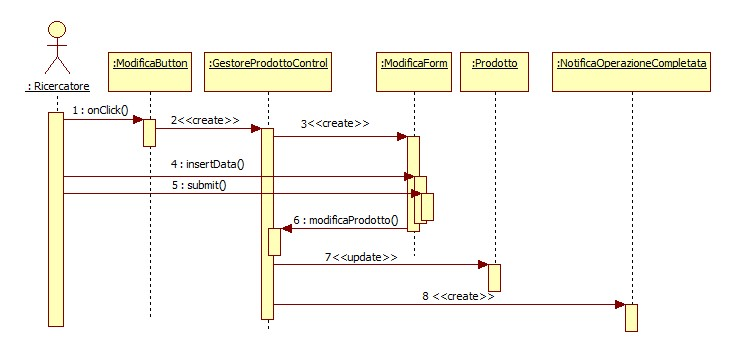 : Ricercatore
:ModificaButton
:GestoreProdottoControl
:ModificaForm
:Prodotto
:NotificaOperazioneCompletata
1 : onClick()
2<<create>>
3<<create>>
4 : insertData()
5 : submit()
6 : modificaProdotto()
7<<update>>
8 <<create>>